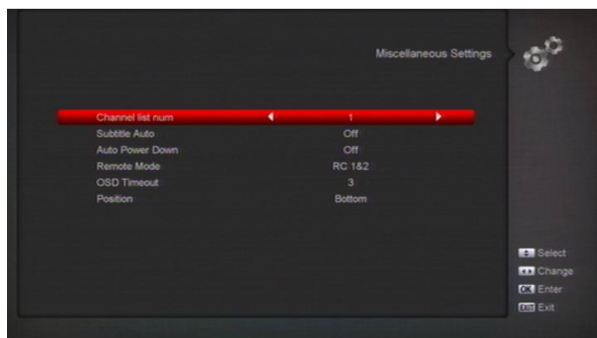 Miscellaneous Settings
Channel list num 1
Subtitle Auto Off
Auto Power Down Off
Remote Mode RC 1&2
OSD Timeout 3
Position Bottom
Select
Change
OK Enter
EXIT Exit